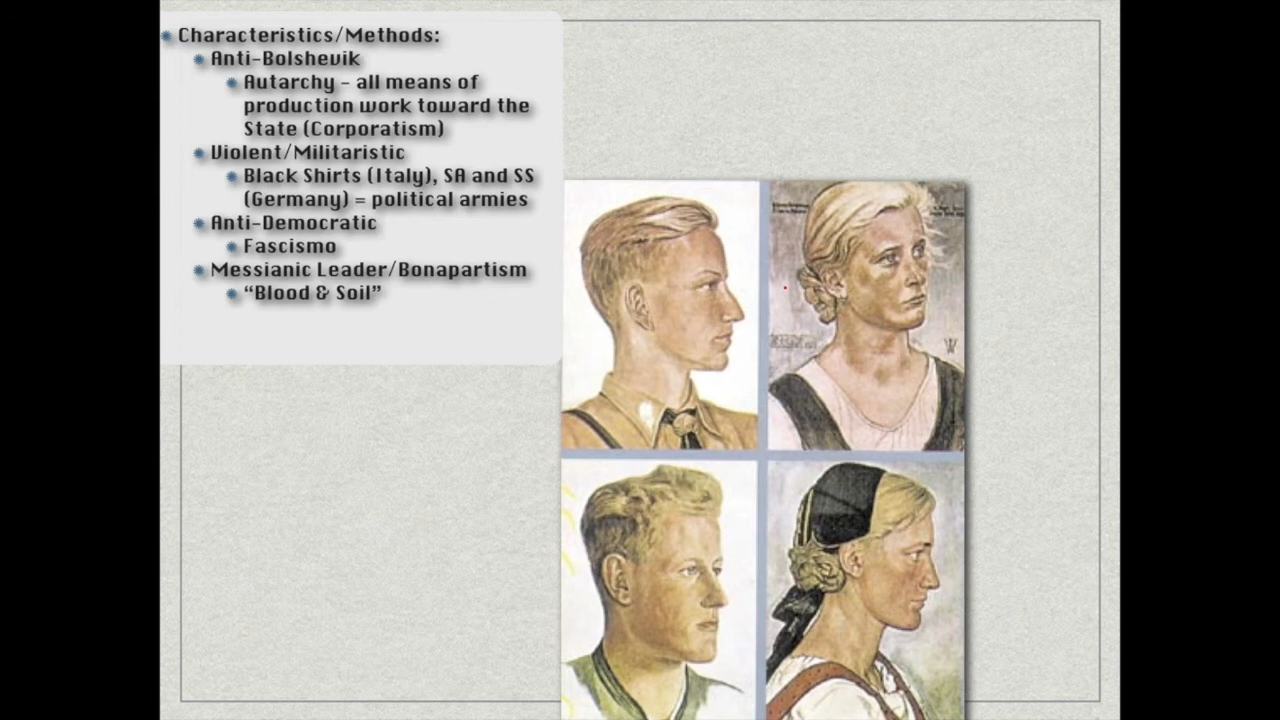 Characteristics/Methods:
Anti-Bolshevik
Autarchy - all means of
production work toward the
State (Corporatism)
Violent/Militaristic
Black Shirts (Italy), SA and SS
(Germany) = political armies
Anti-Democratic
Fascismo
Messianic Leader/Bonapartism
“Blood & Soil”